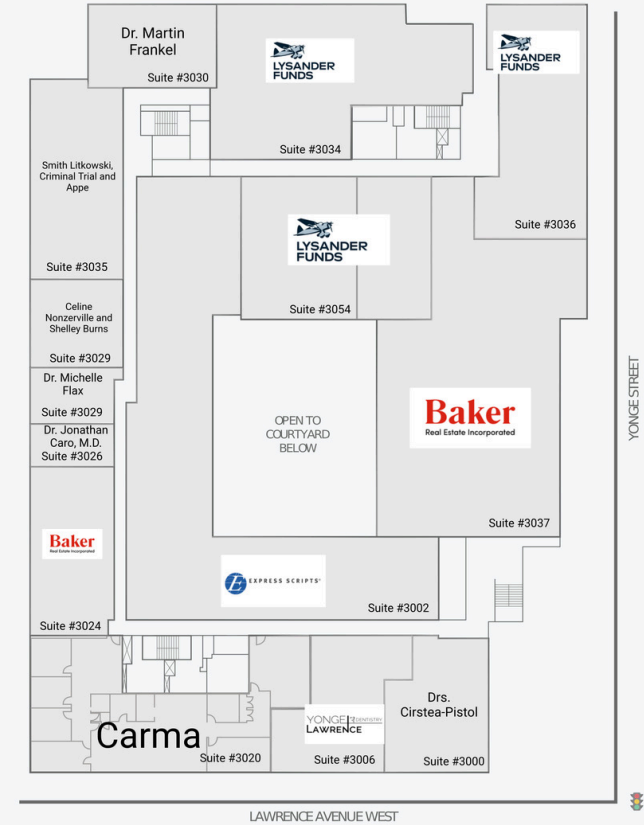 Dr. Martin
Frankel
Suite #3030
LYSANDER
FUNDS
Suite #3034
LYSANDER
FUNDS
Suite #3036
Smith Litkowski,
Criminal Trial and
Appe
Suite #3035
LYSANDER
FUNDS
Suite #3054
Celine
Nonzerville and
Shelley Burns
Suite #3029
Dr. Michelle
Flax
Suite #3029
Dr. Jonathan
Caro, M.D.
Suite #3026
OPEN TO
COURTYARD
BELOW
Baker
Real Estate Incorporated
Suite #3037
YONGE STREET
Baker
Real Estate Incorporated
Suite #3024
EXPRESS SCRIPTS
Suite #3002
Carma
Suite #3020
YONGE DENTISTRY
LAWRENCE
Suite #3006
Drs.
Cirstea-Pistol
Suite #3000
LAWRENCE AVENUE WEST